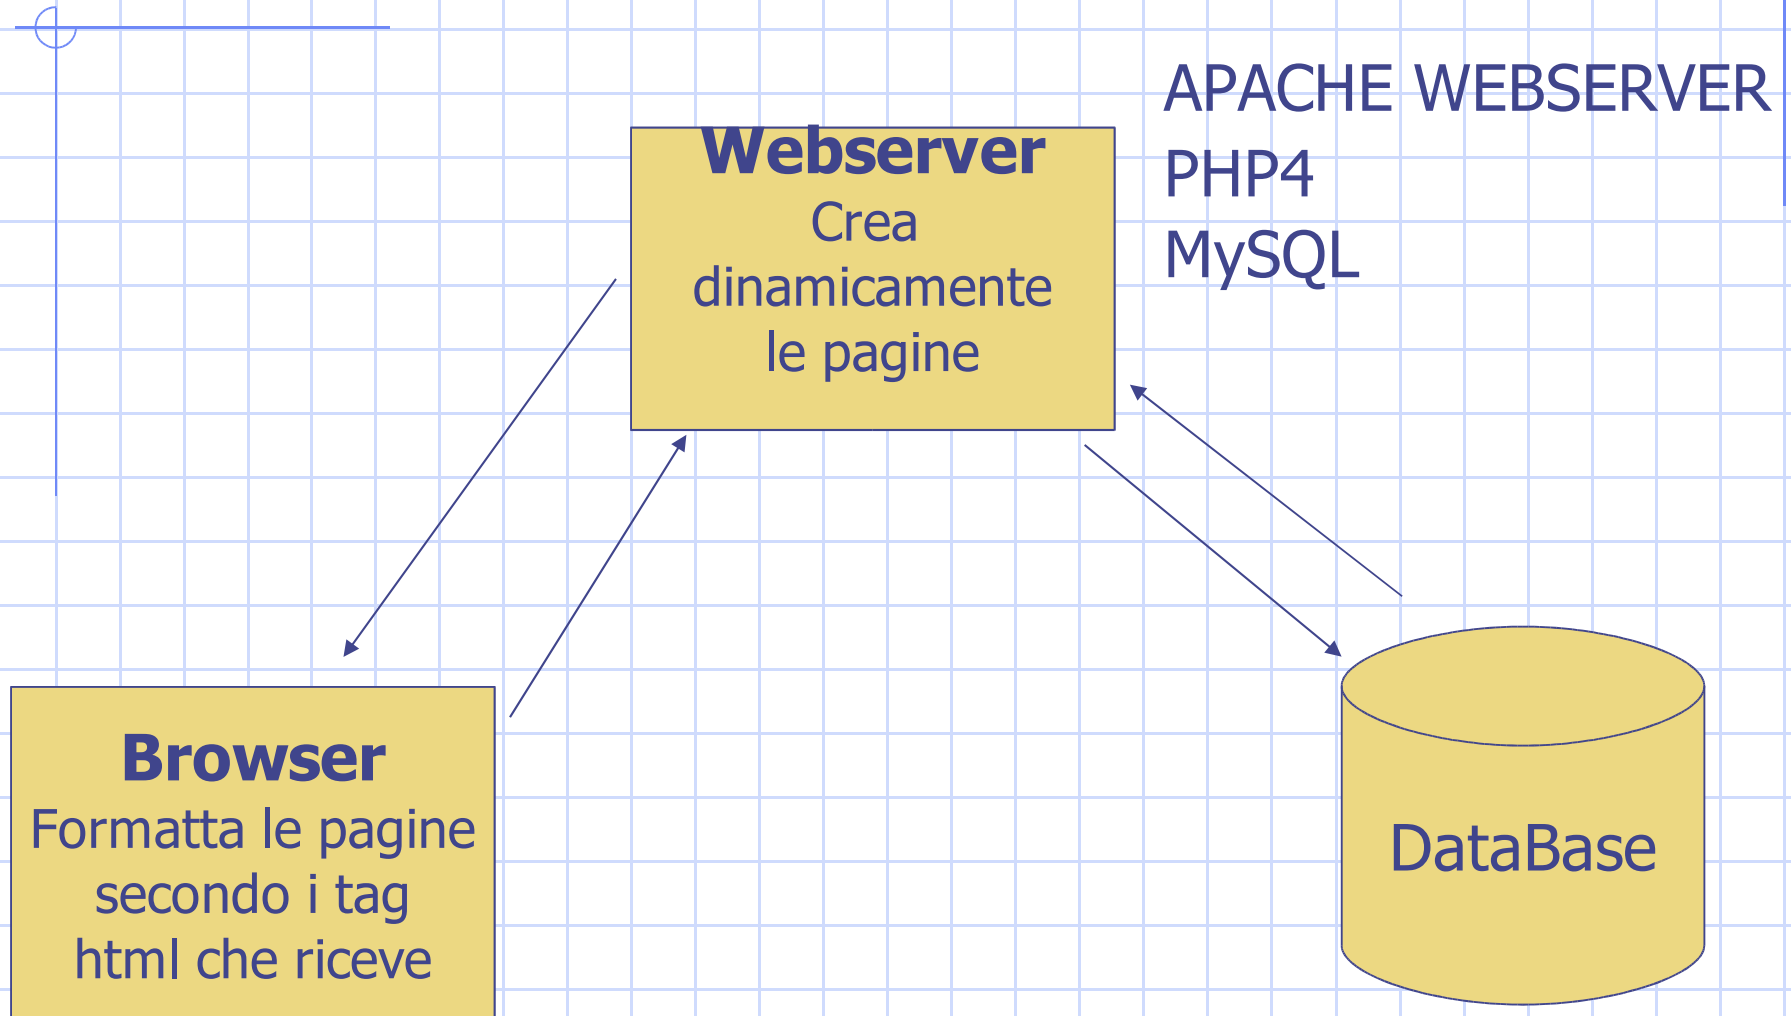 APACHE WEBSERVER
PHP4
MySQL
Webserver
Crea
dinamicamente
le pagine
Browser
Formatta le pagine
secondo i tag
html che riceve
DataBase